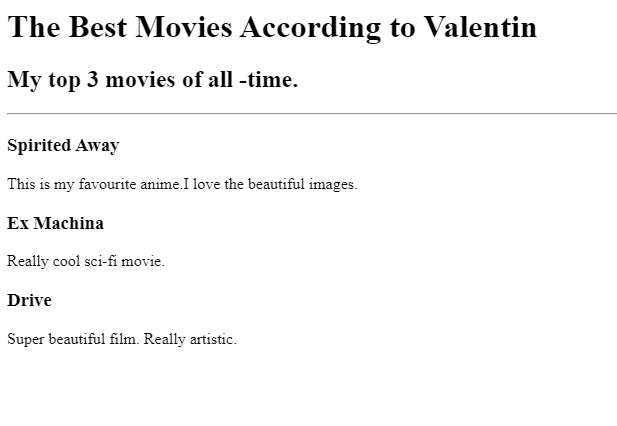 The Best Movies According to Valentin
My top 3 movies of all -time.
Spirited Away
This is my favourite anime.I love the beautiful images.
Ex Machina
Really cool sci-fi movie.
Drive
Super beautiful film. Really artistic.